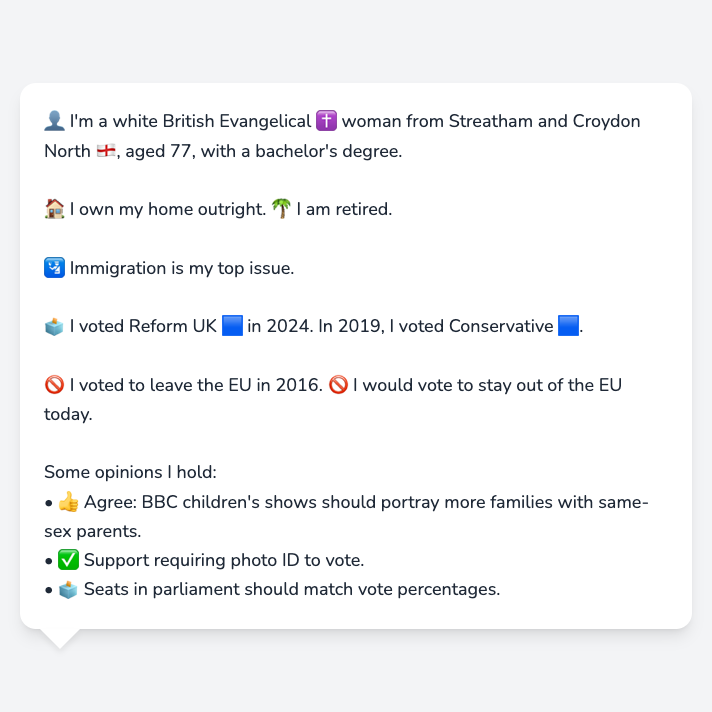 👤 I'm a white British Evangelical ✝️ woman from Streatham and Croydon
North 🏴󠁧󠁢󠁥󠁮󠁧󠁿, aged 77, with a bachelor's degree.
🏠 I own my home outright. 🌴 I am retired.
🛂 Immigration is my top issue.
🗳️ I voted Reform UK 🟦 in 2024. In 2019, I voted Conservative 🟦.
🚫 I voted to leave the EU in 2016. 🚫 I would vote to stay out of the EU
today.
Some opinions I hold:
• 👍 Agree: BBC children's shows should portray more families with same-
sex parents.
• ✅ Support requiring photo ID to vote.
• 🗳️ Seats in parliament should match vote percentages.